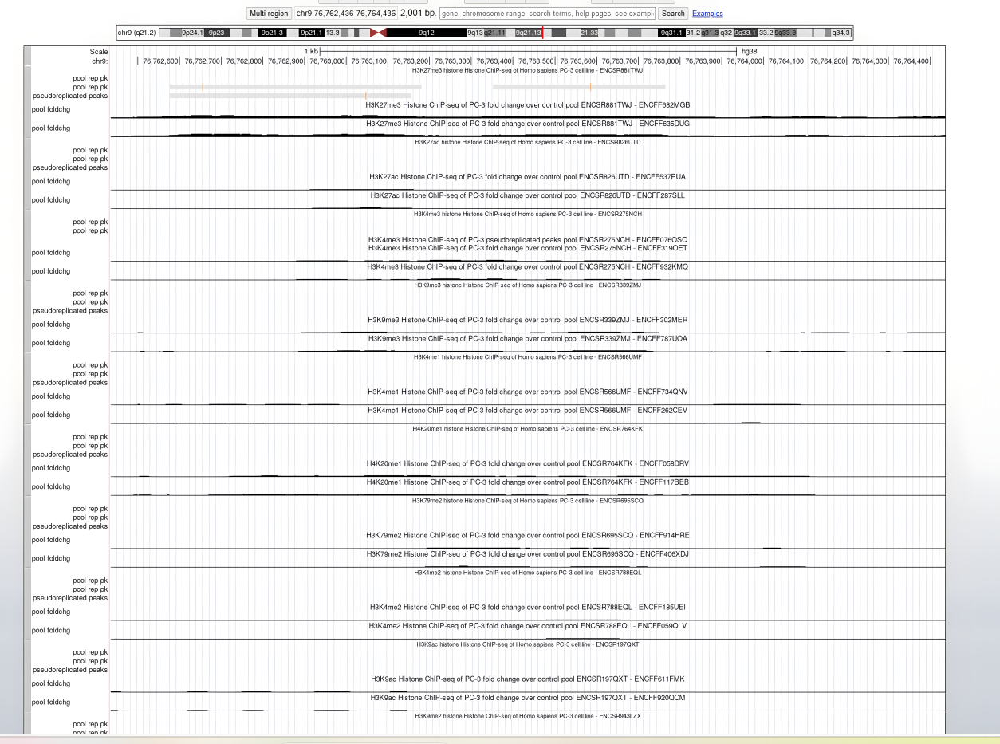 Multi-region chr9:76,762,436-76,764,436 2,001 bp. gene, chromosome range, search terms, help pages, see exampl Search Examples
chr9 (q21.2) 9p24.1 9p23 9p21.3 9p21.1 13.3 9q12 9q13 q21.11 9q21.13 21.33 9q31.1 31.2 q31.3 q32 9q33.1 33.2 9q33.3 q34.3
Scale 1 kb hg38
chr9: 76,762,600 76,762,700 76,762,800 76,762,900 76,763,000 76,763,100 76,763,200 76,763,300 76,763,400 76,763,500 76,763,600 76,763,700 76,763,800 76,763,900 76,764,000 76,764,100 76,764,200 76,764,300 76,764,400
H3K27me3 histone Histone ChIP-seq of Homo sapiens PC-3 cell line - ENCSR881TWJ
pool rep pk
pool rep pk
pseudoreplicated peaks
H3K27me3 Histone ChIP-seq of PC-3 fold change over control pool ENCSR881TWJ - ENCFF682MGB
pool foldchg
H3K27me3 Histone ChIP-seq of PC-3 fold change over control pool ENCSR881TWJ - ENCFF635DUG
pool foldchg
H3K27ac histone Histone ChIP-seq of Homo sapiens PC-3 cell line - ENCSR826UTD
pool rep pk
pool rep pk
pseudoreplicated peaks
H3K27ac Histone ChIP-seq of PC-3 fold change over control pool ENCSR826UTD - ENCFF537PUA
pool foldchg
H3K27ac Histone ChIP-seq of PC-3 fold change over control pool ENCSR826UTD - ENCFF287SLL
pool foldchg
H3K4me3 histone Histone ChIP-seq of Homo sapiens PC-3 cell line - ENCSR275NCH
pool rep pk
pool rep pk
H3K4me3 Histone ChIP-seq of PC-3 pseudoreplicated peaks pool ENCSR275NCH - ENCFF076OSQ
H3K4me3 Histone ChIP-seq of PC-3 fold change over control pool ENCSR275NCH - ENCFF319OET
pool foldchg
H3K4me3 Histone ChIP-seq of PC-3 fold change over control pool ENCSR275NCH - ENCFF932KMQ
pool foldchg
H3K9me3 histone Histone ChIP-seq of Homo sapiens PC-3 cell line - ENCSR339ZMJ
pool rep pk
pool rep pk
pseudoreplicated peaks
H3K9me3 Histone ChIP-seq of PC-3 fold change over control pool ENCSR339ZMJ - ENCFF302MER
pool foldchg
H3K9me3 Histone ChIP-seq of PC-3 fold change over control pool ENCSR339ZMJ - ENCFF787UOA
pool foldchg
H3K4me1 histone Histone ChIP-seq of Homo sapiens PC-3 cell line - ENCSR566UMF
pool rep pk
pool rep pk
pseudoreplicated peaks
H3K4me1 Histone ChIP-seq of PC-3 fold change over control pool ENCSR566UMF - ENCFF734QNV
pool foldchg
H3K4me1 Histone ChIP-seq of PC-3 fold change over control pool ENCSR566UMF - ENCFF262CEV
pool foldchg
H4K20me1 histone Histone ChIP-seq of Homo sapiens PC-3 cell line - ENCSR764KFK
pool rep pk
pool rep pk
pseudoreplicated peaks
H4K20me1 Histone ChIP-seq of PC-3 fold change over control pool ENCSR764KFK - ENCFF058DRV
pool foldchg
H4K20me1 Histone ChIP-seq of PC-3 fold change over control pool ENCSR764KFK - ENCFF117BEB
pool foldchg
H3K79me2 histone Histone ChIP-seq of Homo sapiens PC-3 cell line - ENCSR695SCQ
pool rep pk
pool rep pk
pseudoreplicated peaks
H3K79me2 Histone ChIP-seq of PC-3 fold change over control pool ENCSR695SCQ - ENCFF914HRE
pool foldchg
H3K79me2 Histone ChIP-seq of PC-3 fold change over control pool ENCSR695SCQ - ENCFF406XDJ
pool foldchg
H3K4me2 histone Histone ChIP-seq of Homo sapiens PC-3 cell line - ENCSR788EQL
pool rep pk
pool rep pk
pseudoreplicated peaks
H3K4me2 Histone ChIP-seq of PC-3 fold change over control pool ENCSR788EQL - ENCFF185UEI
pool foldchg
H3K4me2 Histone ChIP-seq of PC-3 fold change over control pool ENCSR788EQL - ENCFF059QLV
pool foldchg
H3K9ac histone Histone ChIP-seq of Homo sapiens PC-3 cell line - ENCSR197QXT
pool rep pk
pool rep pk
pseudoreplicated peaks
H3K9ac Histone ChIP-seq of PC-3 fold change over control pool ENCSR197QXT - ENCFF611FMK
pool foldchg
H3K9ac Histone ChIP-seq of PC-3 fold change over control pool ENCSR197QXT - ENCFF920QCM
pool foldchg
H3K9me2 histone Histone ChIP-seq of Homo sapiens PC-3 cell line - ENCSR943LZX
pool rep pk
pool rep pk